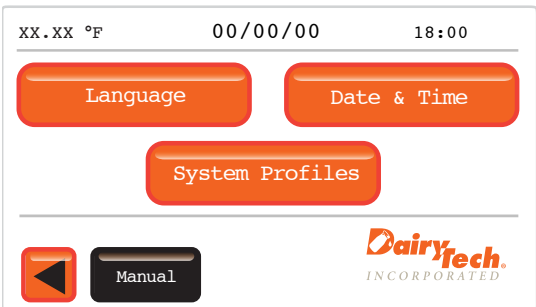 XX.XX °F 00/00/00 18:00
Language Date & Time
System Profiles
Manual
DairyTech®
INCORPORATED